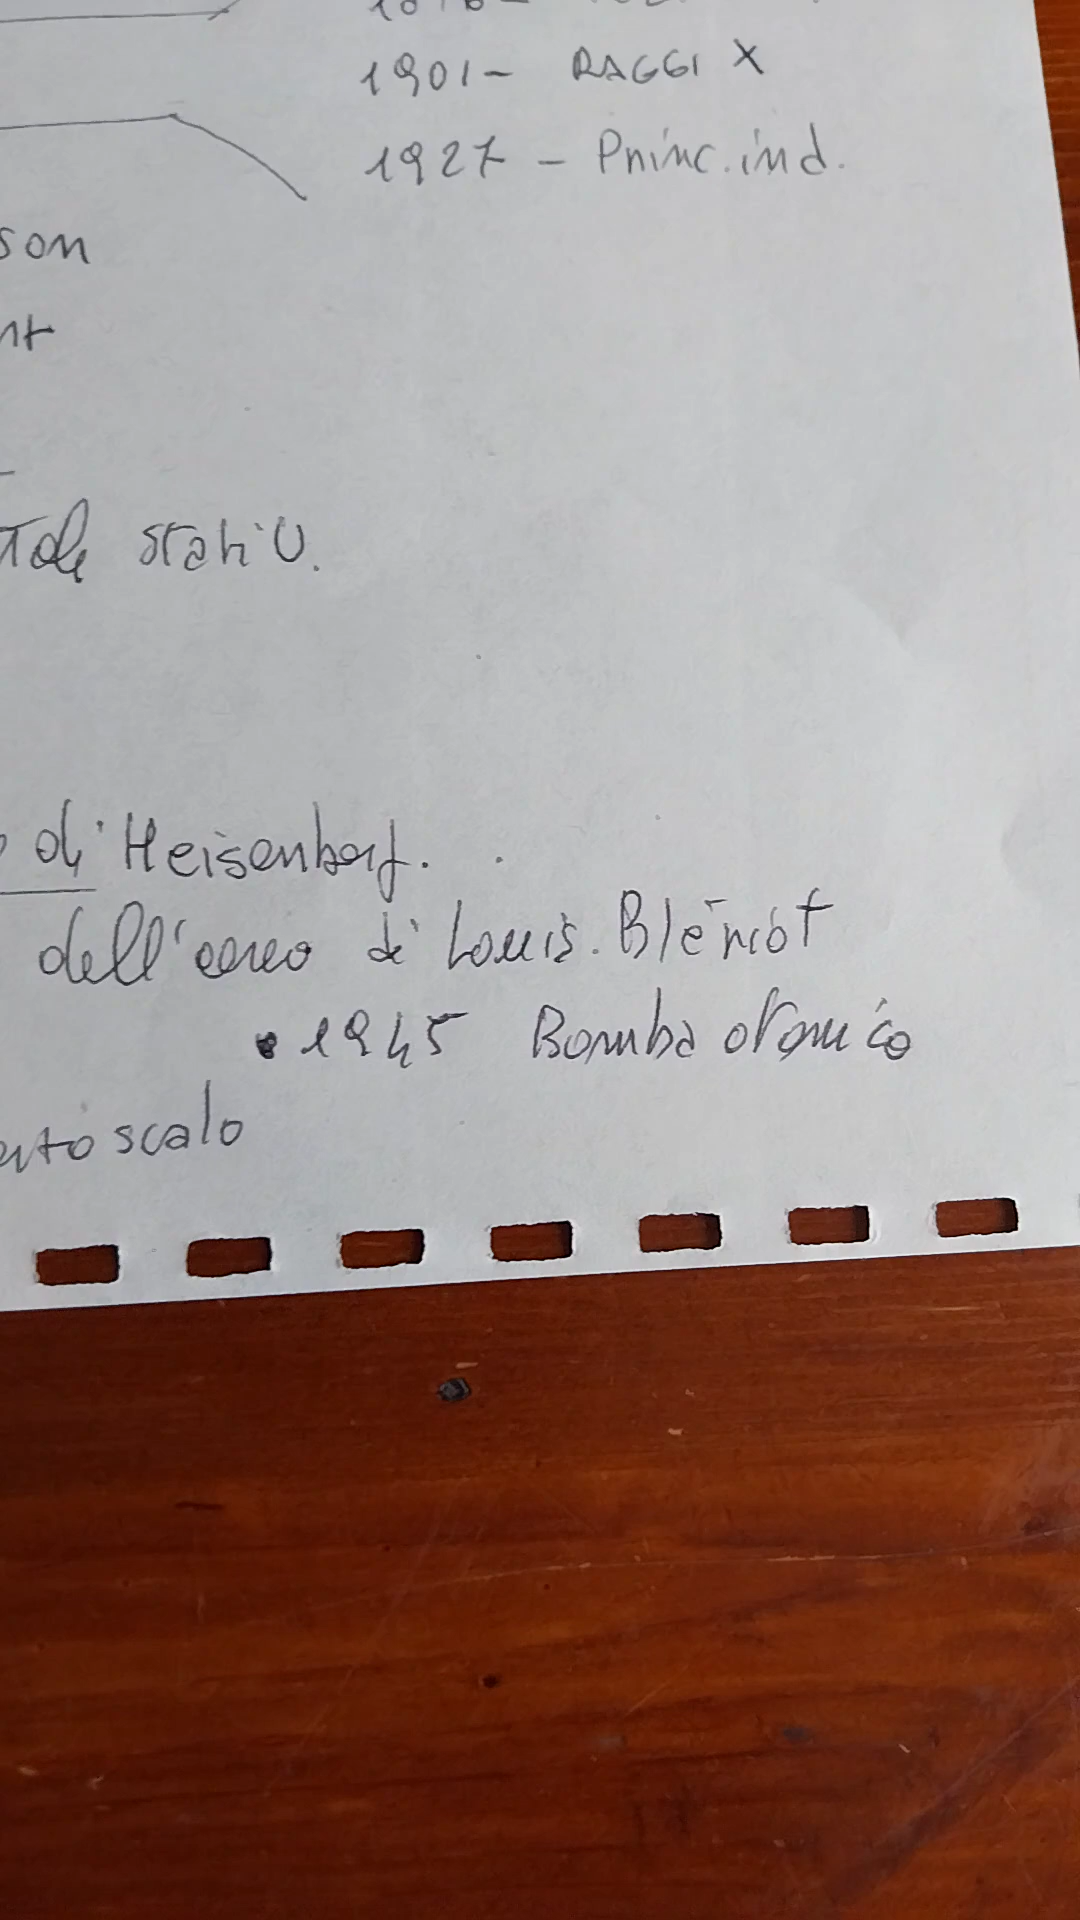 1901- RAGGI X
1927 - Princ.ind.
son
nt
stati U.
di Heisenberg.
dell'aereo di Louis. Blériot
• 1945 Bomba atomica
scalo